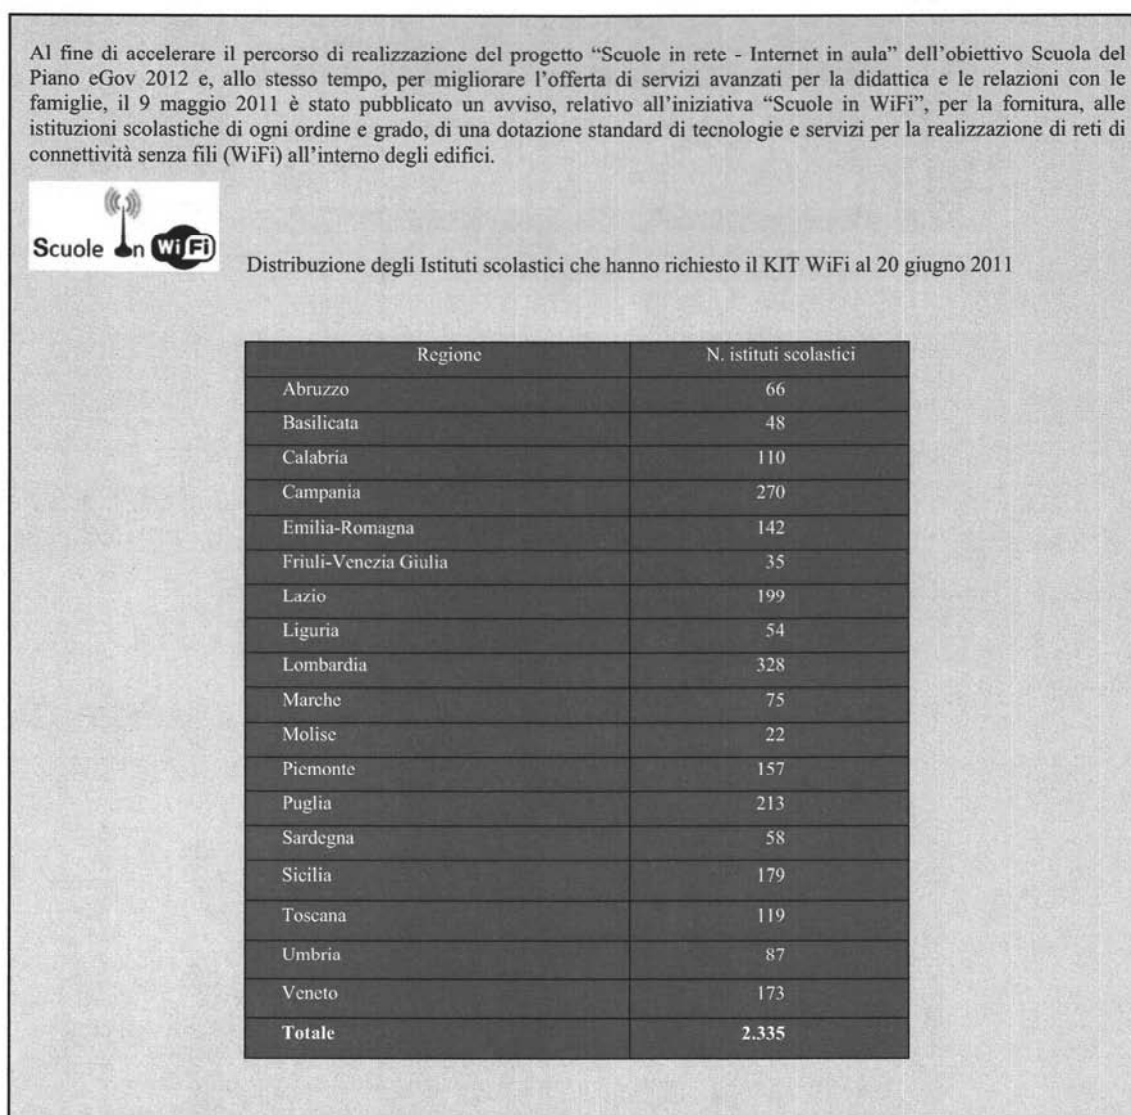 Al fine di accelerare il percorso di realizzazione del progetto “Scuole in rete - Internet in aula” dell’obiettivo Scuola del
Piano eGov 2012 e, allo stesso tempo, per migliorare l’offerta di servizi avanzati per la didattica e le relazioni con le
famiglie, il 9 maggio 2011 è stato pubblicato un avviso, relativo all’iniziativa “Scuole in WiFi”, per la fornitura, alle
istituzioni scolastiche di ogni ordine e grado, di una dotazione standard di tecnologie e servizi per la realizzazione di reti di
connettività senza fili (WiFi) all’interno degli edifici.
Scuole in WiFi
Distribuzione degli Istituti scolastici che hanno richiesto il KIT WiFi al 20 giugno 2011
Regione N. istituti scolastici
Abruzzo 66
Basilicata 48
Calabria 110
Campania 270
Emilia-Romagna 142
Friuli-Venezia Giulia 35
Lazio 199
Liguria 54
Lombardia 328
Marche 75
Molise 22
Piemonte 157
Puglia 213
Sardegna 58
Sicilia 179
Toscana 119
Umbria 87
Veneto 173
Totale 2.335